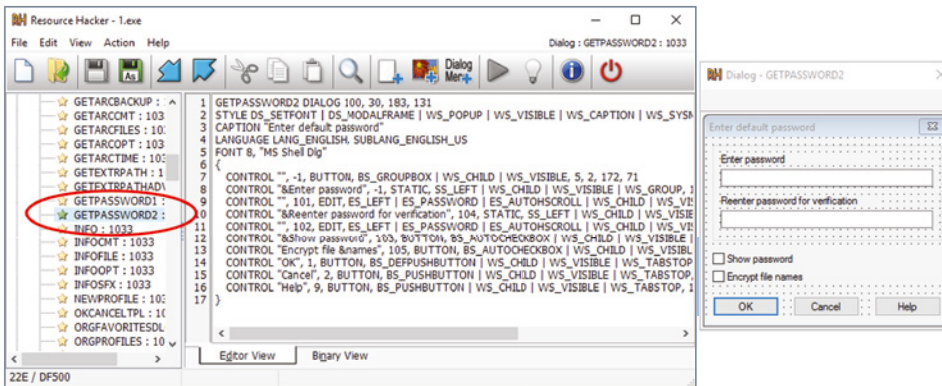 Resource Hacker - 1.exe
File Edit View Action Help
Dialog : GETPASSWORD2 : 1033
As
Dialog
Mer
GETARCBACKUP :
GETARCCMT : 103
GETARCFILES : 10
GETARCOPT : 103
GETARCTIME : 103
GETEXTRPATH : 1
GETEXTRPATHADV
GETPASSWORD1 :
GETPASSWORD2 :
INFO : 1033
INFOCMT : 1033
INFOFILE : 1033
INFOOPT : 1033
INFOSFX : 1033
NEWPROFILE : 103
OKCANCELTPL : 10
ORGFAVORITESDL
ORGPROFILES : 10
1 GETPASSWORD2 DIALOG 100, 30, 183, 131
2 STYLE DS_SETFONT | DS_MODALFRAME | WS_POPUP | WS_VISIBLE | WS_CAPTION | WS_SYSM
3 CAPTION "Enter default password"
4 LANGUAGE LANG_ENGLISH, SUBLANG_ENGLISH_US
5 FONT 8, "MS Shell Dlg"
6 {
7 CONTROL "", -1, BUTTON, BS_GROUPBOX | WS_CHILD | WS_VISIBLE, 5, 2, 172, 71
8 CONTROL "&Enter password", -1, STATIC, SS_LEFT | WS_CHILD | WS_VISIBLE | WS_GROUP, 1
9 CONTROL "", 101, EDIT, ES_LEFT | ES_PASSWORD | ES_AUTOHSCROLL | WS_CHILD | WS_VI
10 CONTROL "&Reenter password for verification", 104, STATIC, SS_LEFT | WS_CHILD | WS_VISIE
11 CONTROL "", 102, EDIT, ES_LEFT | ES_PASSWORD | ES_AUTOHSCROLL | WS_CHILD | WS_VI
12 CONTROL "&Show password", 103, BUTTON, BS_AUTOCHECKBOX | WS_CHILD | WS_VISIBLE
13 CONTROL "Encrypt file &names", 105, BUTTON, BS_AUTOCHECKBOX | WS_CHILD | WS_VISIBL
14 CONTROL "OK", 1, BUTTON, BS_DEFPUSHBUTTON | WS_CHILD | WS_VISIBLE | WS_TABSTOP
15 CONTROL "Cancel", 2, BUTTON, BS_PUSHBUTTON | WS_CHILD | WS_VISIBLE | WS_TABSTOP,
16 CONTROL "Help", 9, BUTTON, BS_PUSHBUTTON | WS_CHILD | WS_VISIBLE | WS_TABSTOP, 1
17 }
Editor View Binary View
22E / DF500
Dialog - GETPASSWORD2
Enter default password
Enter password
Reenter password for verification
Show password
Encrypt file names
OK Cancel Help